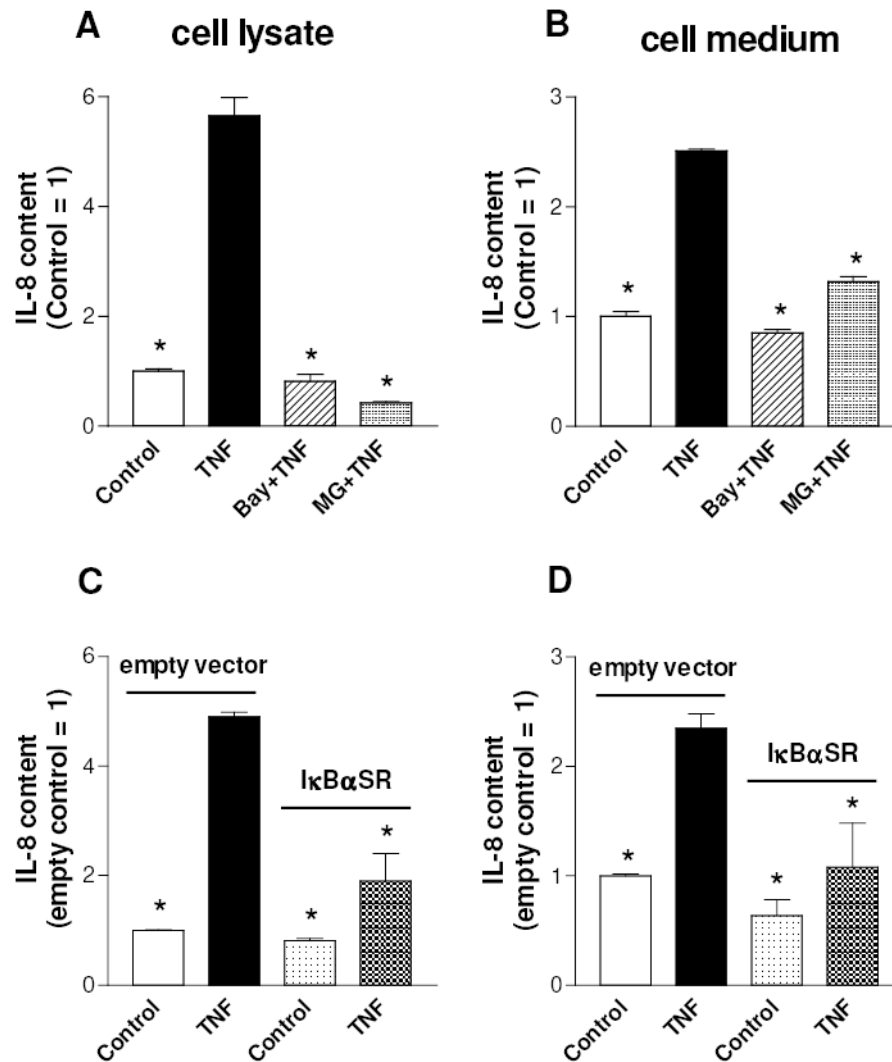 A cell lysate
IL-8 content
(Control = 1)
6
4
2
0
*
*
*
Control
TNF
Bay+TNF
MG+TNF
B cell medium
IL-8 content
(Control = 1)
3
2
1
0
*
*
*
Control
TNF
Bay+TNF
MG+TNF
C
IL-8 content
(empty control = 1)
6
4
2
0
empty vector
IκBαSR
*
*
*
Control
TNF
Control
TNF
D
IL-8 content
(empty control = 1)
3
2
1
0
empty vector
IκBαSR
*
*
*
Control
TNF
Control
TNF